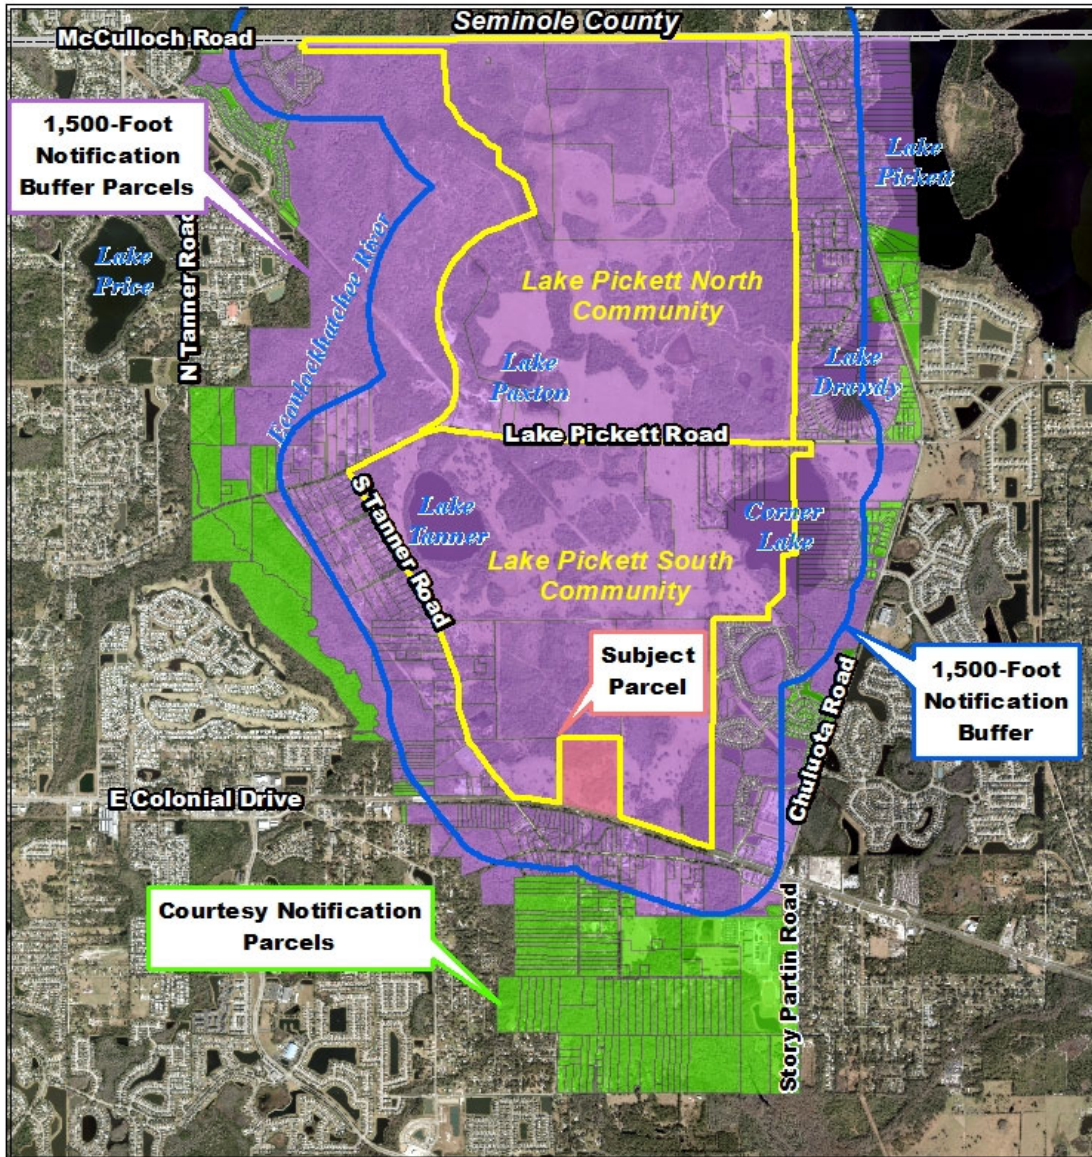 Seminole County
McCulloch Road
1,500-Foot
Notification
Buffer Parcels
Lake
Pickett
N Tanner Road
Lake
Price
Econlockhatchee River
Lake Pickett North
Community
Lake
Paxton
Lake
Drawdy
Lake Pickett Road
S Tanner Road
Lake
Tanner
Corner
Lake
Lake Pickett South
Community
Subject
Parcel
1,500-Foot
Notification
Buffer
Chuluota Road
E Colonial Drive
Courtesy Notification
Parcels
Story Partin Road